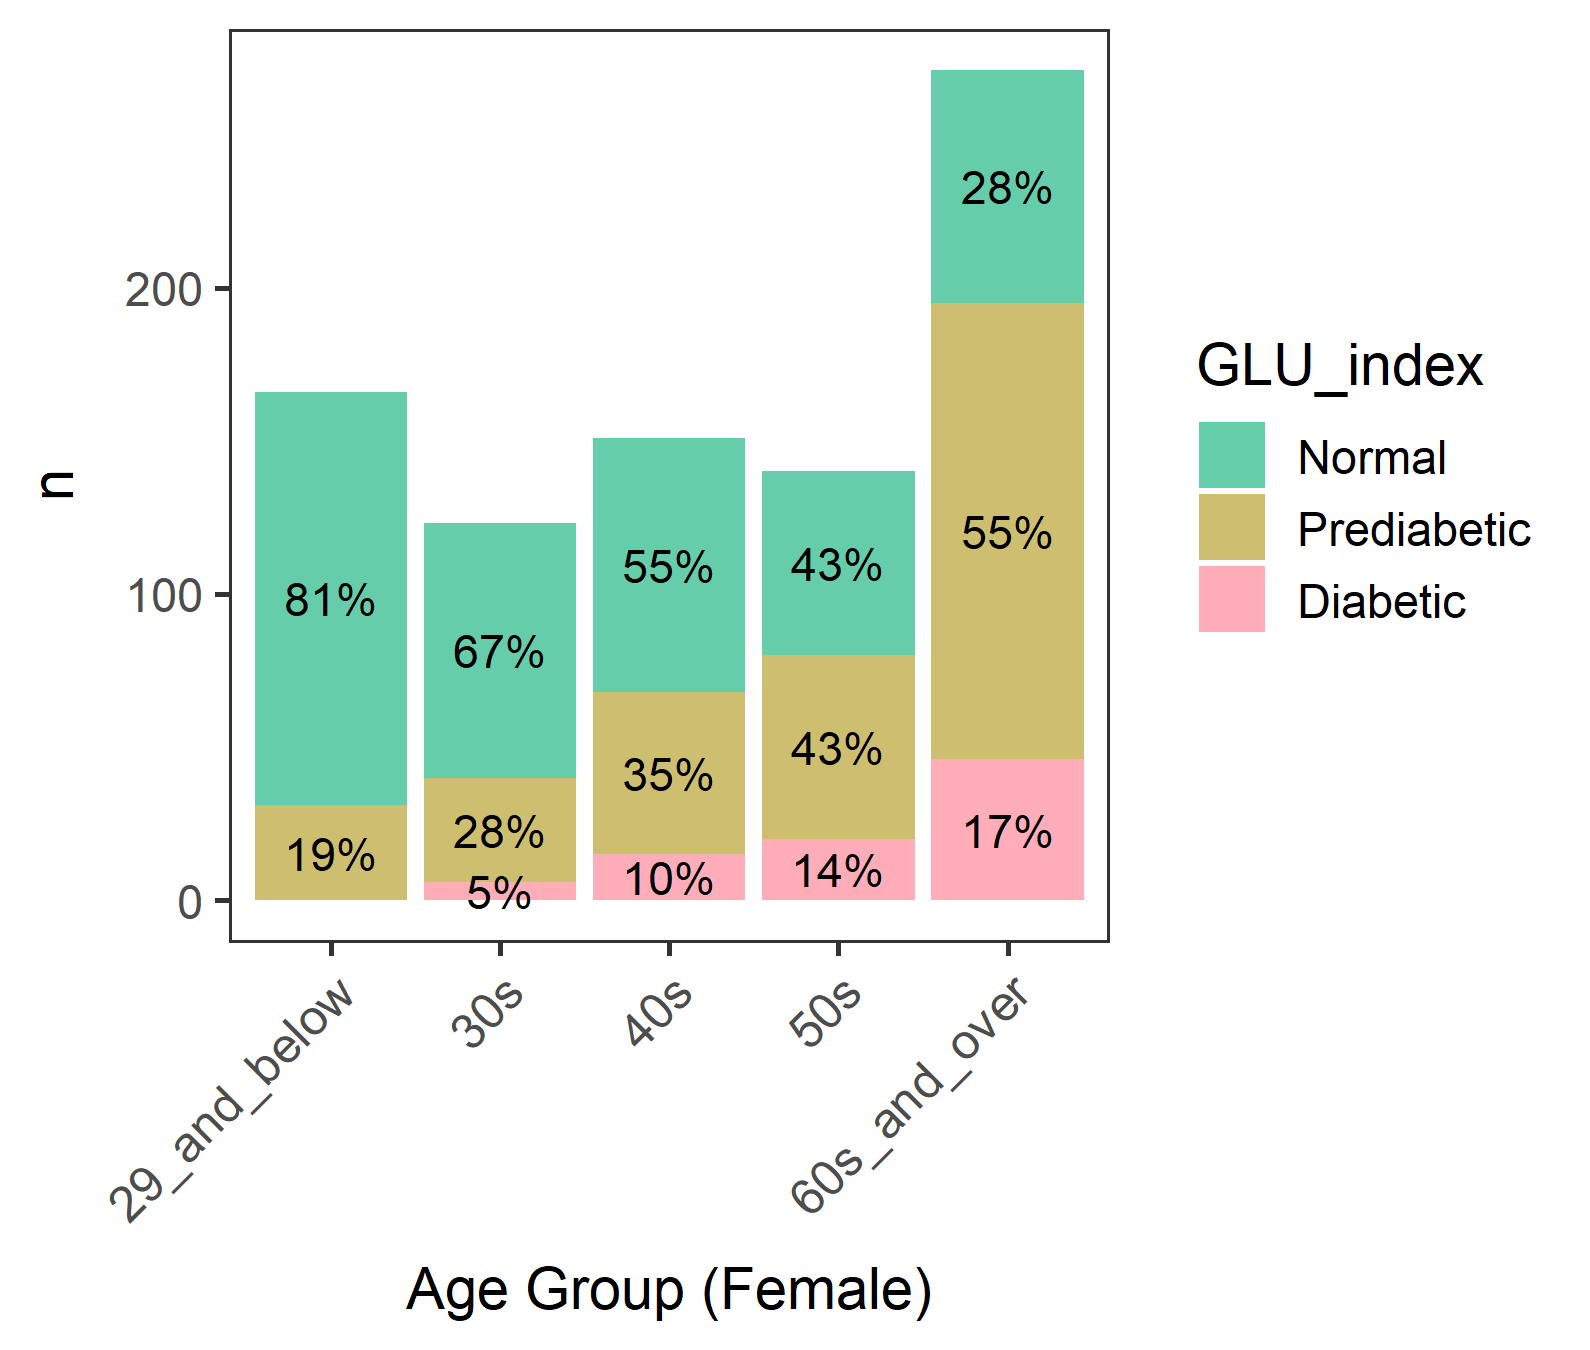 n
200
100
0
28%
55%
17%
81%
19%
67%
28%
5%
55%
35%
10%
43%
43%
14%
29_and_below
30s
40s
50s
60s_and_over
Age Group (Female)
GLU_index
Normal
Prediabetic
Diabetic